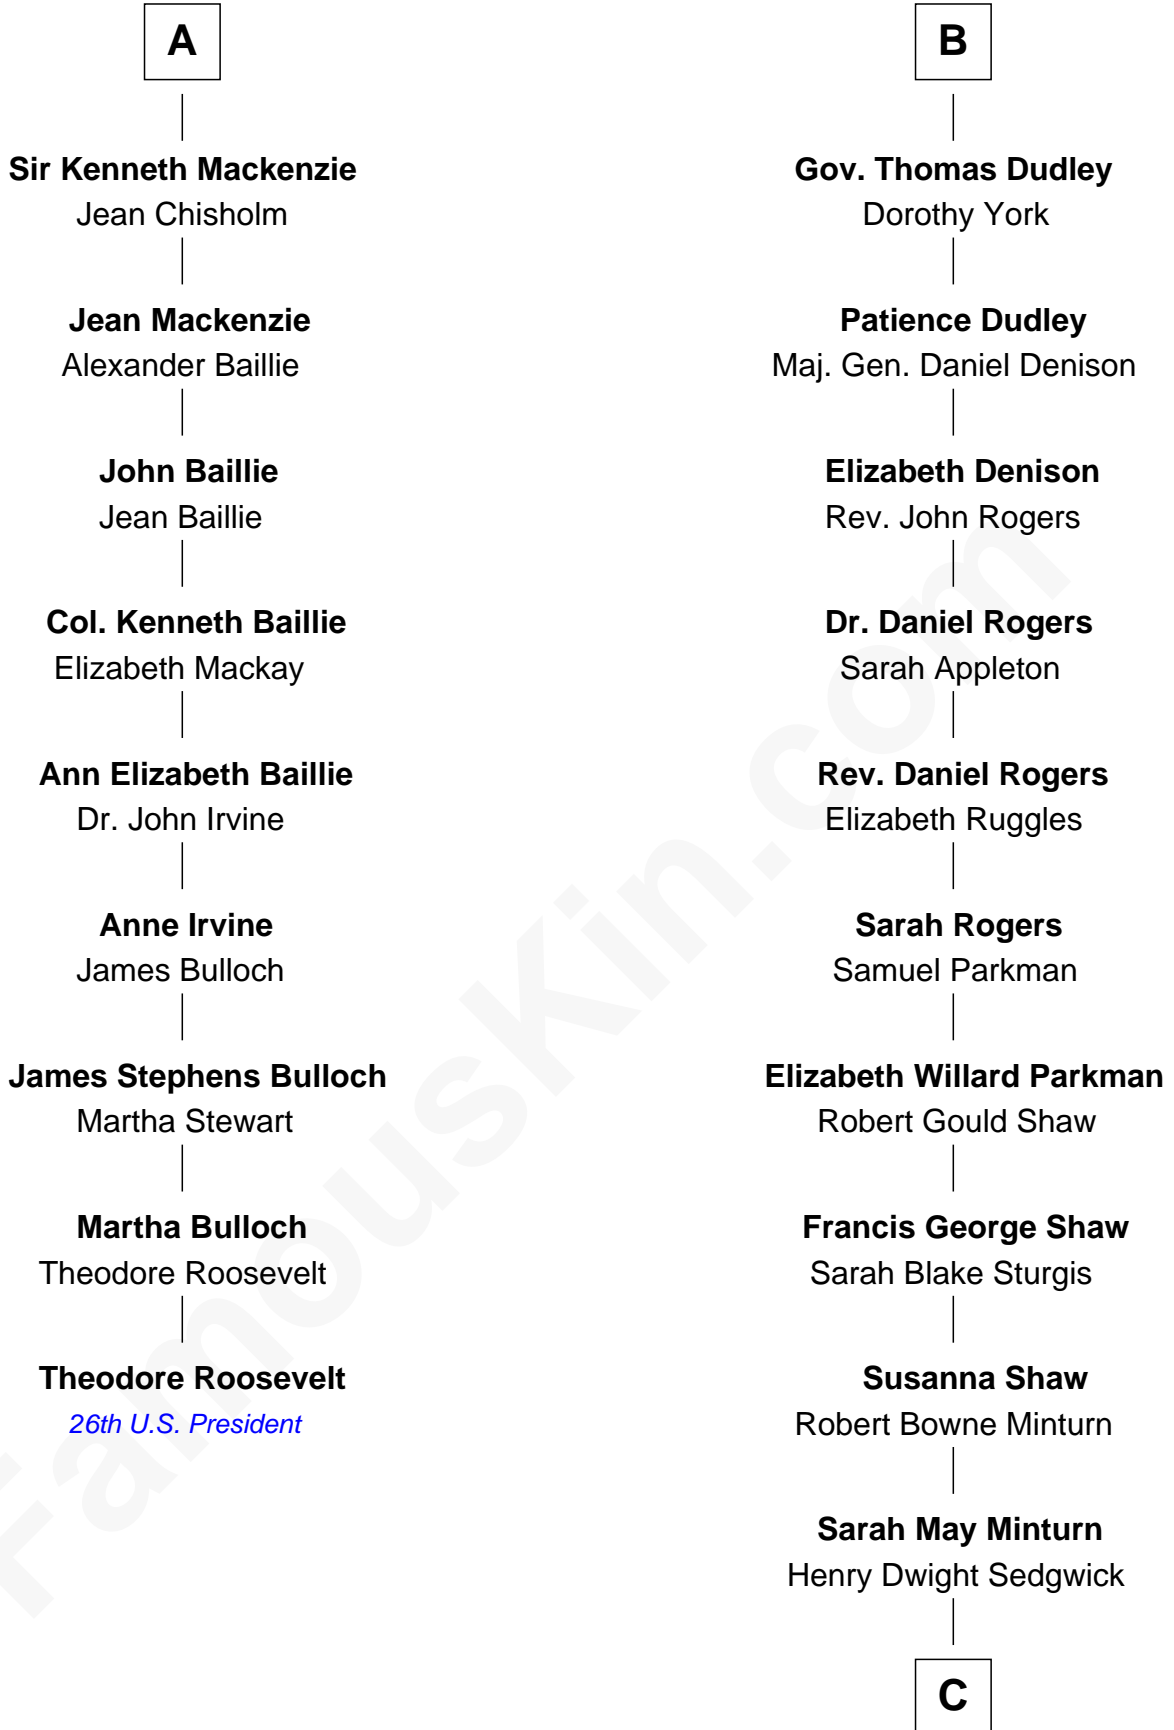 A
Sir Kenneth Mackenzie
Jean Chisholm
Jean Mackenzie
Alexander Baillie
John Baillie
Jean Baillie
Col. Kenneth Baillie
Elizabeth Mackay
Ann Elizabeth Baillie
Dr. John Irvine
Anne Irvine
James Bulloch
James Stephens Bulloch
Martha Stewart
Martha Bulloch
Theodore Roosevelt
Theodore Roosevelt
26th U.S. President
B
Gov. Thomas Dudley
Dorothy York
Patience Dudley
Maj. Gen. Daniel Denison
Elizabeth Denison
Rev. John Rogers
Dr. Daniel Rogers
Sarah Appleton
Rev. Daniel Rogers
Elizabeth Ruggles
Sarah Rogers
Samuel Parkman
Elizabeth Willard Parkman
Robert Gould Shaw
Francis George Shaw
Sarah Blake Sturgis
Susanna Shaw
Robert Bowne Minturn
Sarah May Minturn
Henry Dwight Sedgwick
C
FamousKin.com